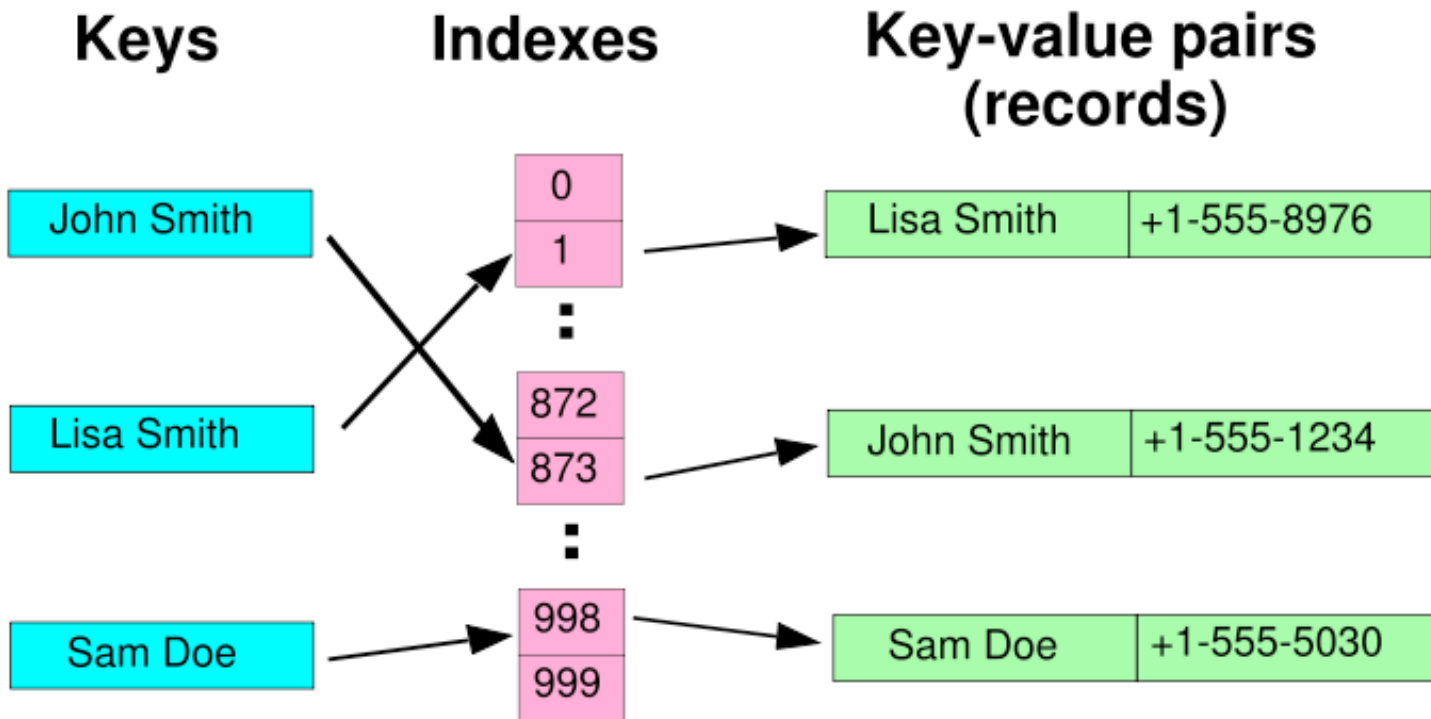 Keys
Indexes
Key-value pairs
(records)
John Smith
0
1
Lisa Smith
+1-555-8976
:
Lisa Smith
872
873
John Smith
+1-555-1234
:
Sam Doe
998
999
Sam Doe
+1-555-5030